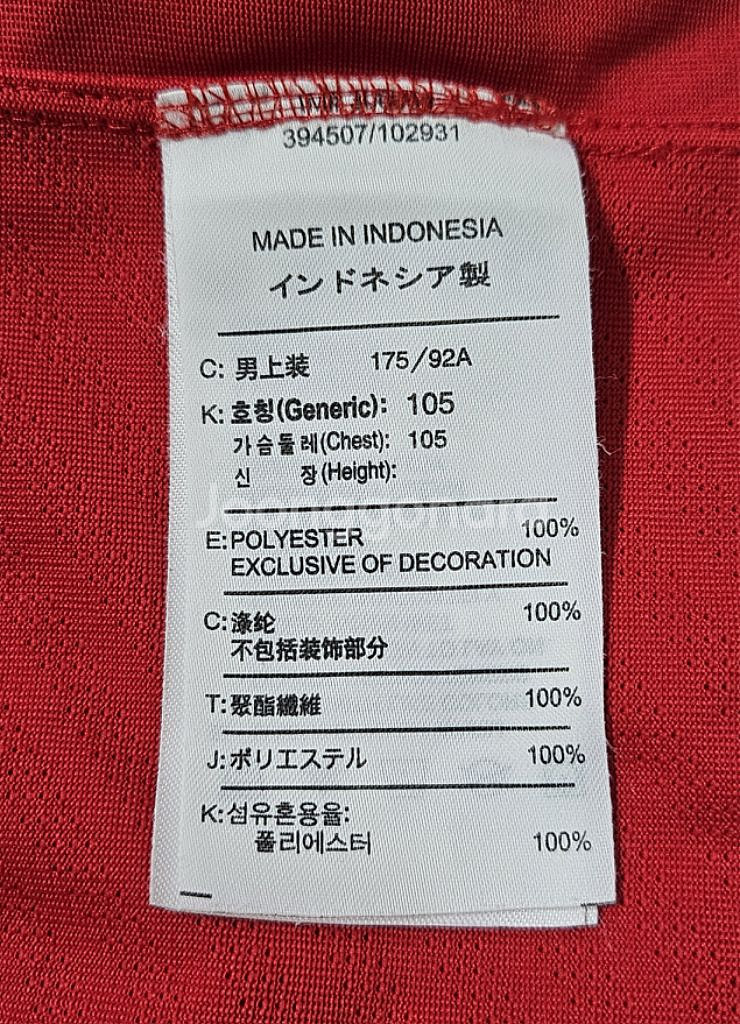 394507/102931
MADE IN INDONESIA
インドネシア製
C: 男上装 175/92A
K: 호칭(Generic): 105
가슴둘레(Chest): 105
신 장(Height):
E: POLYESTER 100%
EXCLUSIVE OF DECORATION
C: 涤纶 100%
不包括装饰部分
T: 聚酯纖維 100%
J: ポリエステル 100%
K: 섬유혼용율:
폴리에스터 100%